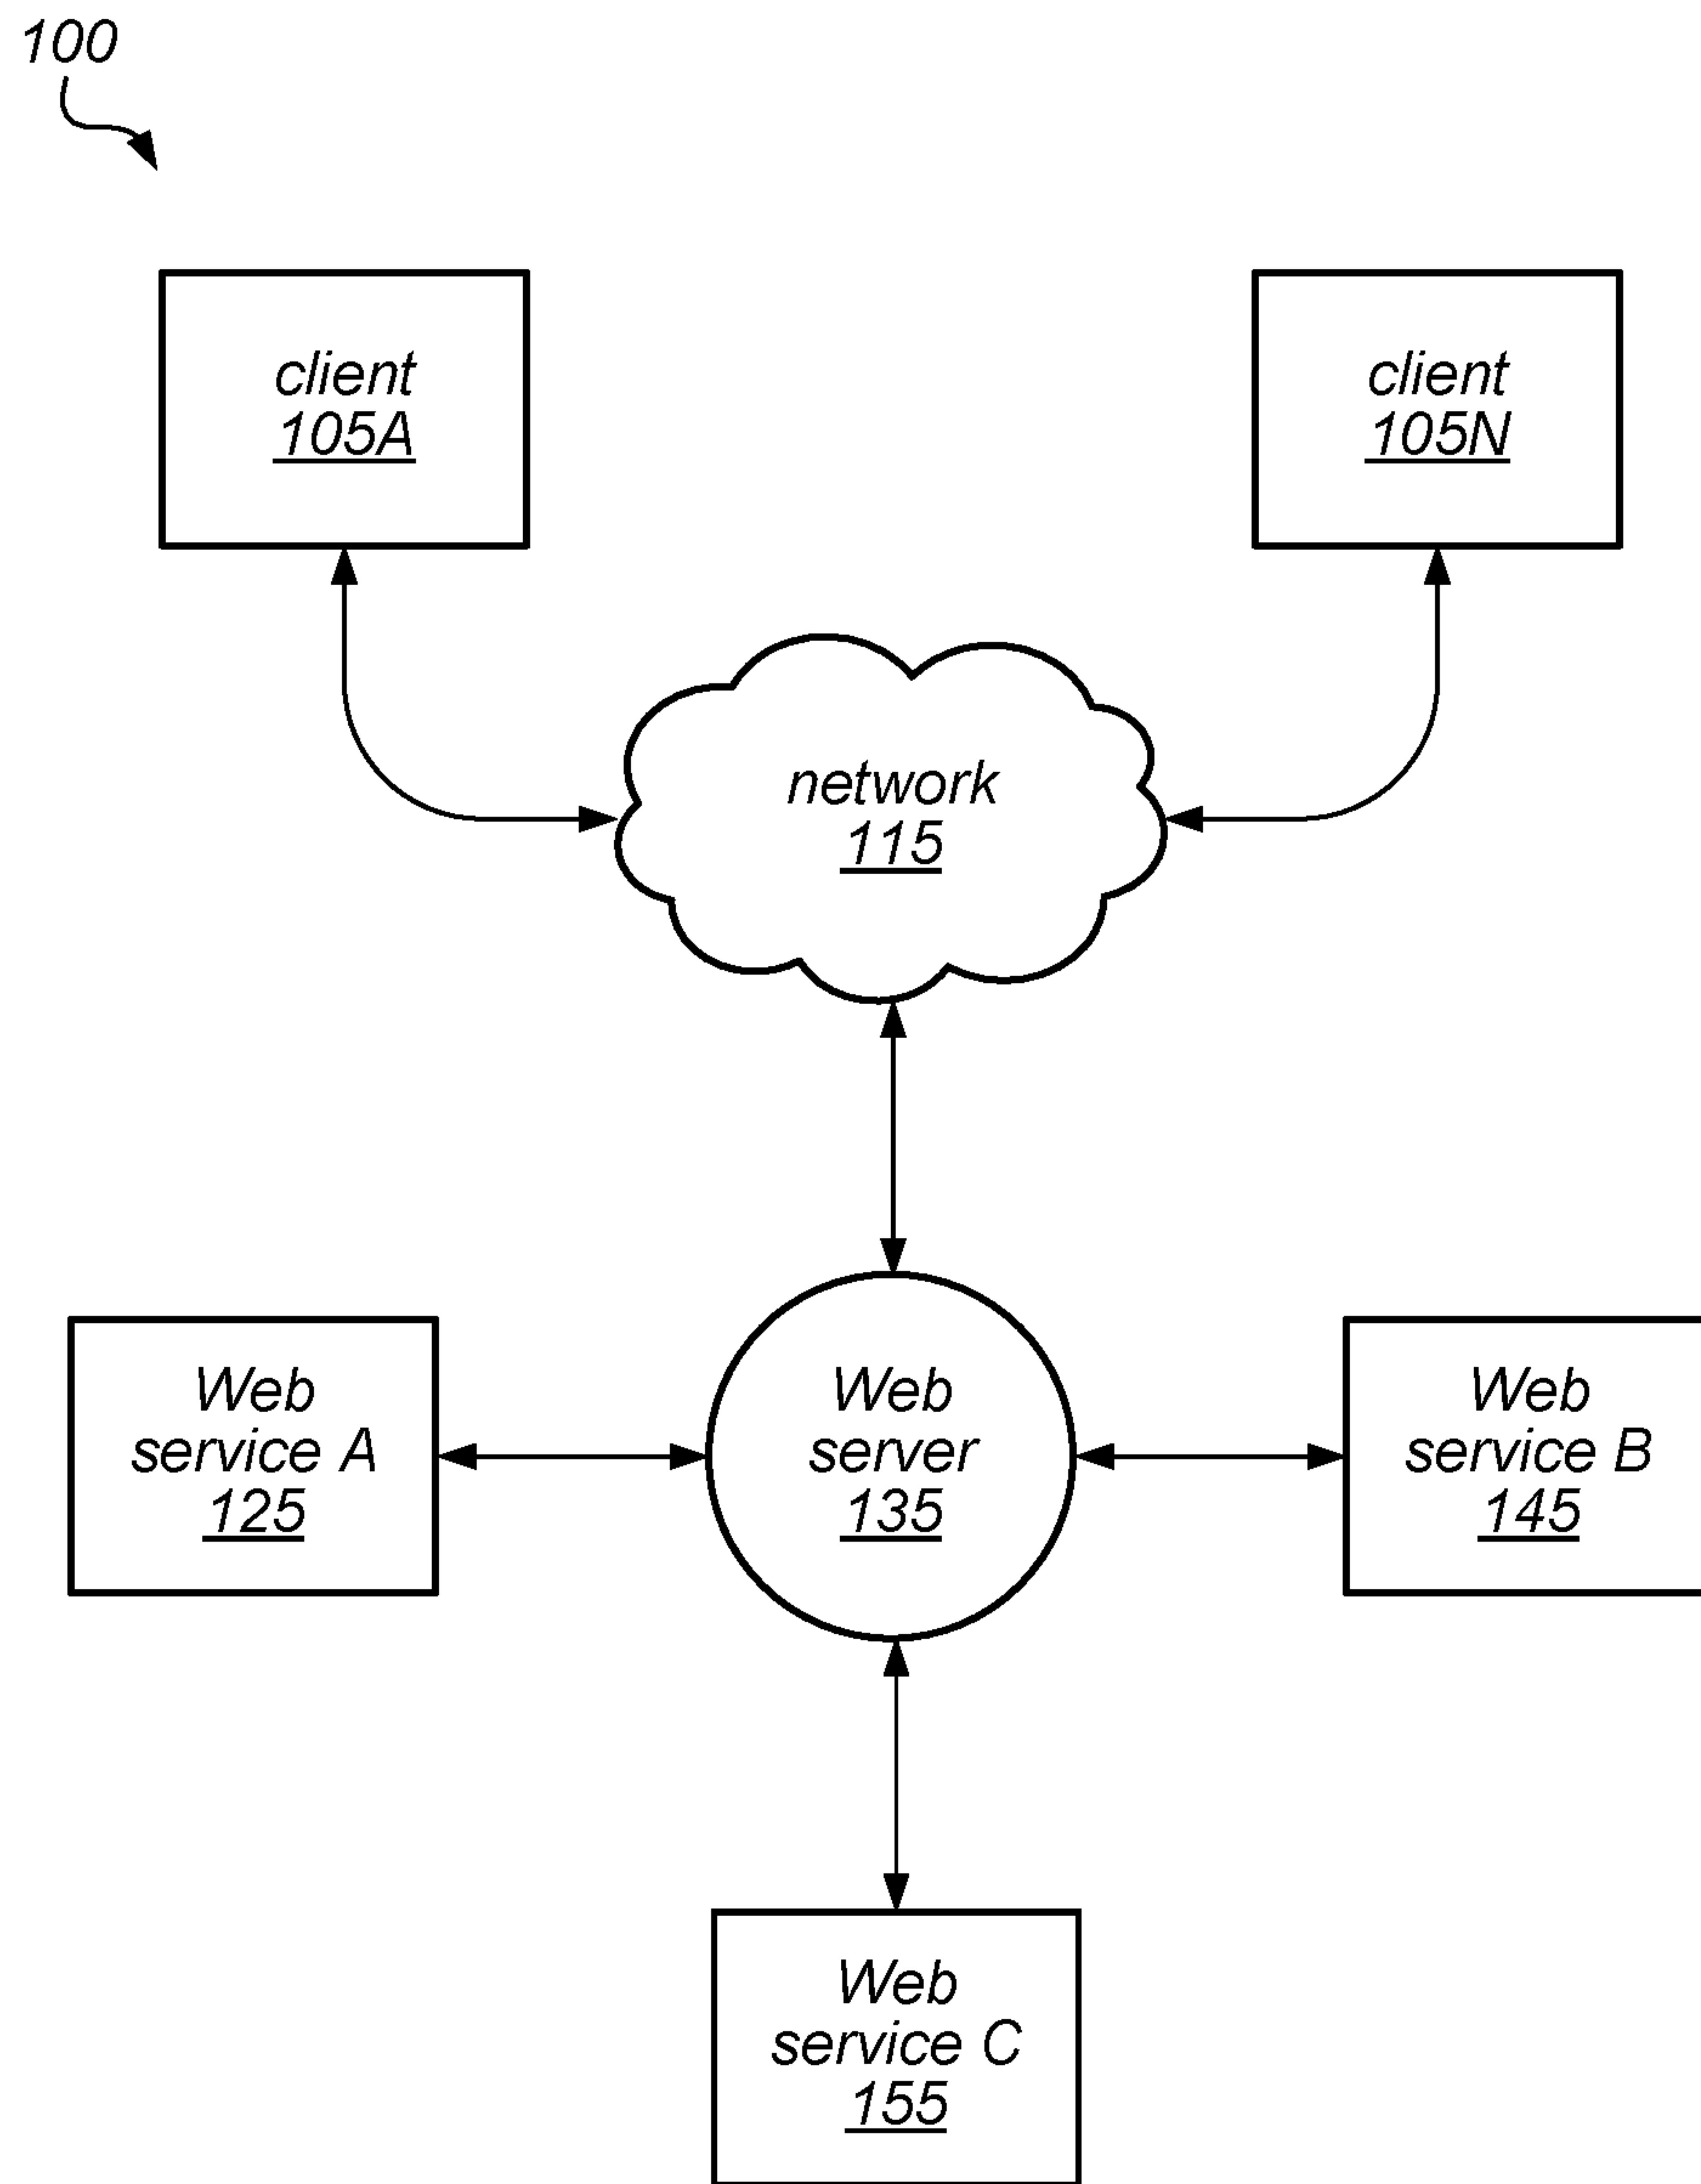 100
client
105A
client
105N
network
115
Web
service A
125
Web
server
135
Web
service B
145
Web
service C
155